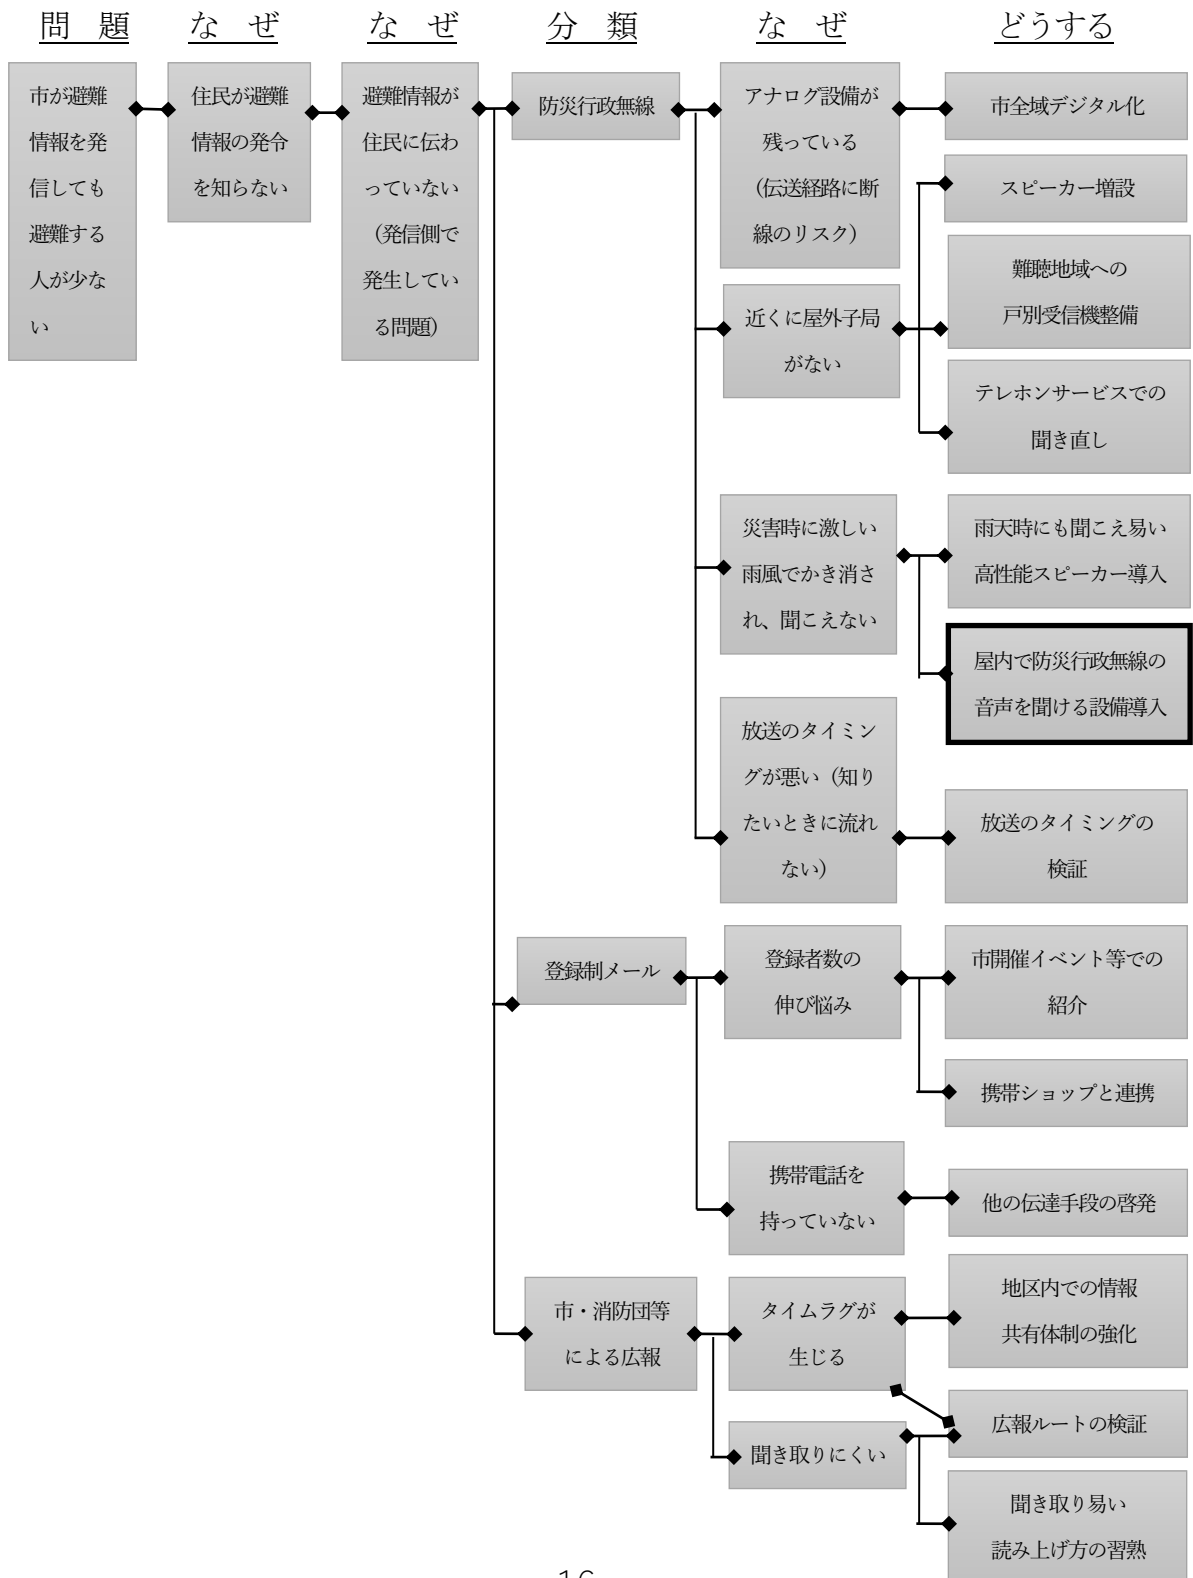 問　題
な　ぜ
な　ぜ
分　類
な　ぜ
どうする
市が避難
情報を発
信しても
避難する
人が少な
い
住民が避難
情報の発令
を知らない
避難情報が
住民に伝わ
っていない
（発信側で
発生してい
る問題）
防災行政無線
アナログ設備が
残っている
（伝送経路に断
線のリスク）
市全域デジタル化
近くに屋外子局
がない
スピーカー増設
難聴地域への
戸別受信機整備
テレホンサービスでの
聞き直し
災害時に激しい
雨風でかき消さ
れ、聞こえない
雨天時にも聞こえ易い
高性能スピーカー導入
屋内で防災行政無線の
音声を聞ける設備導入
放送のタイミン
グが悪い（知り
たいときに流れ
ない）
放送のタイミングの
検証
登録制メール
登録者数の
伸び悩み
市開催イベント等での
紹介
携帯ショップと連携
携帯電話を
持っていない
他の伝達手段の啓発
市・消防団等
による広報
タイムラグが
生じる
地区内での情報
共有体制の強化
広報ルートの検証
聞き取りにくい
聞き取り易い
読み上げ方の習熟